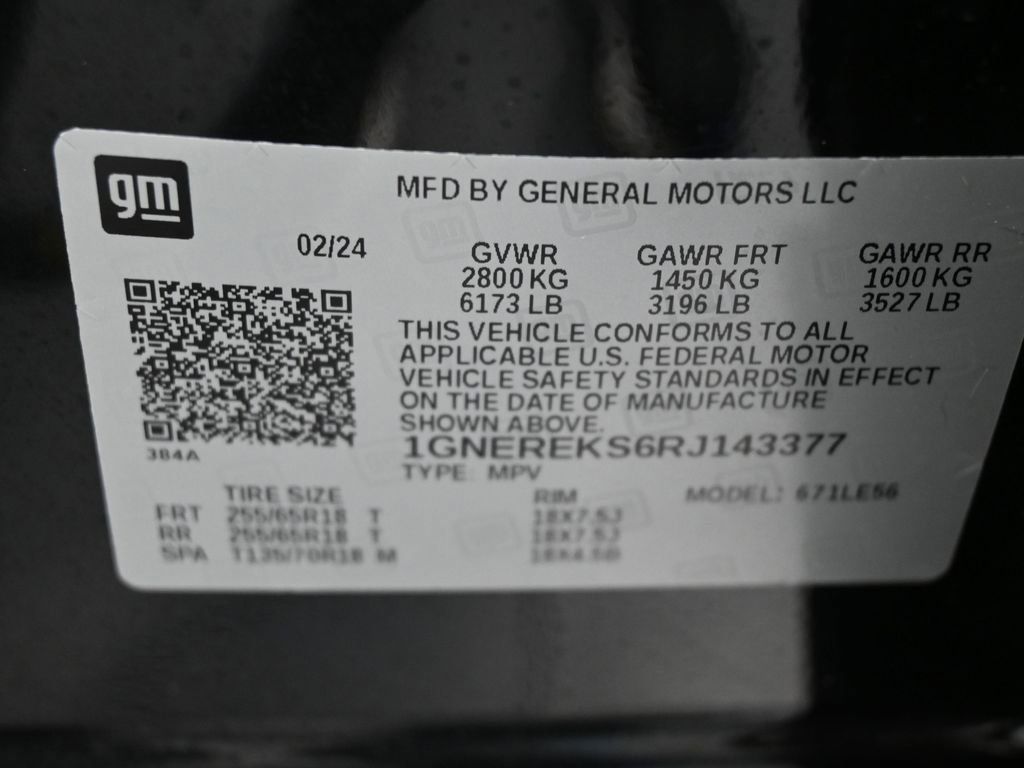 gm
MFD BY GENERAL MOTORS LLC
02/24
GVWR GAWR FRT GAWR RR
2800 KG 1450 KG 1600 KG
6173 LB 3196 LB 3527 LB
THIS VEHICLE CONFORMS TO ALL
APPLICABLE U.S. FEDERAL MOTOR
VEHICLE SAFETY STANDARDS IN EFFECT
ON THE DATE OF MANUFACTURE
SHOWN ABOVE.
384A
1GNEREKS6RJ143377
TYPE: MPV
TIRE SIZE RIM MODEL: 671LE56
FRT 255/65R18 T 18X7.5J
RR 255/65R18 T 18X7.5J
SPA T135/70R18 M